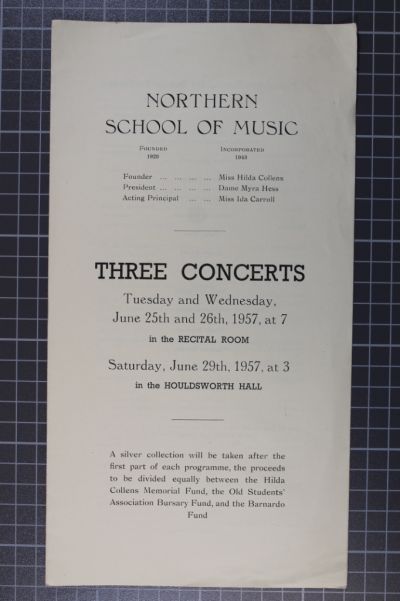 NORTHERN
SCHOOL OF MUSIC
FOUNDED INCORPORATED
1920 1943
Founder ... ... ... ... Miss Hilda Collens
President ... ... ... ... Dame Myra Hess
Acting Principal ... ... Miss Ida Carroll
THREE CONCERTS
Tuesday and Wednesday,
June 25th and 26th, 1957, at 7
in the RECITAL ROOM
Saturday, June 29th, 1957, at 3
in the HOULDSWORTH HALL
A silver collection will be taken after the
first part of each programme, the proceeds
to be divided equally between the Hilda
Collens Memorial Fund, the Old Students'
Association Bursary Fund, and the Barnardo
Fund